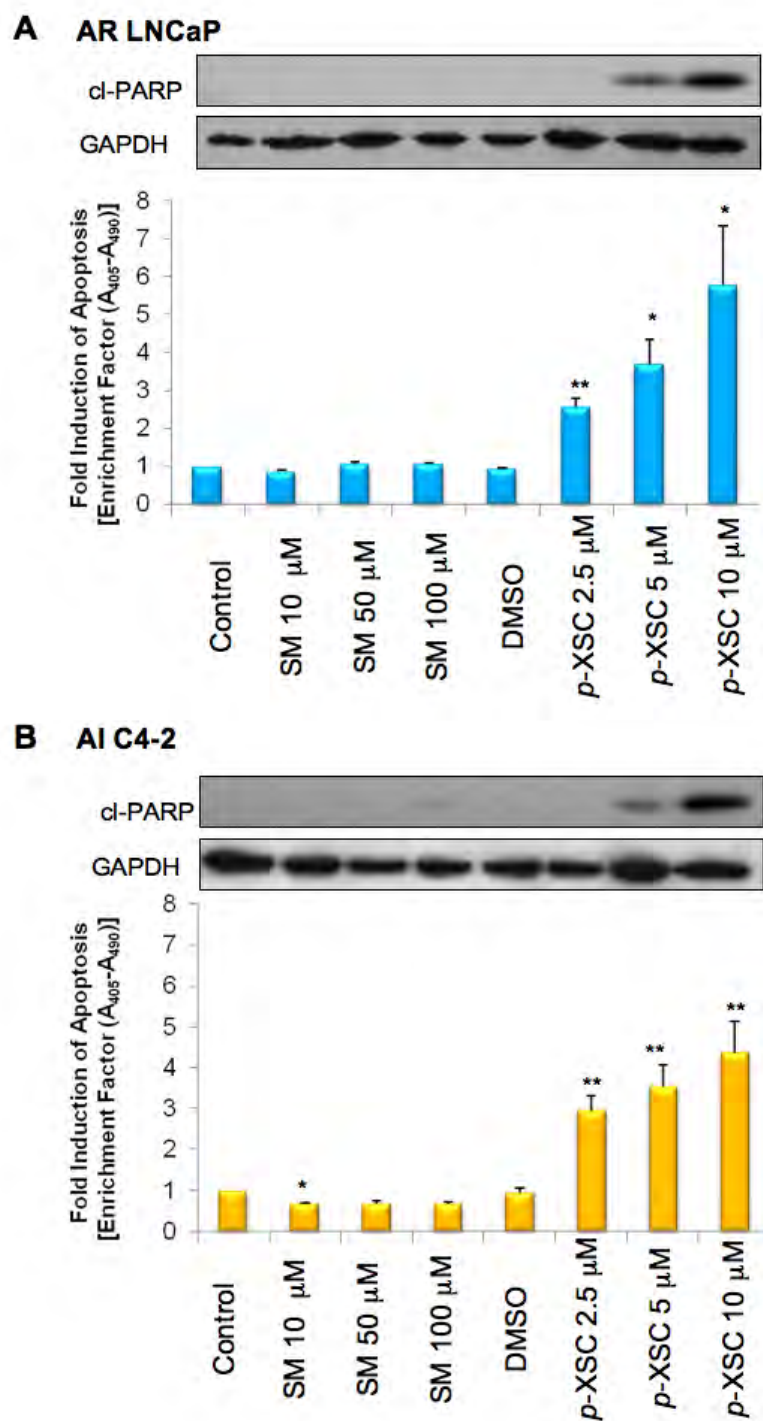 A AR LNCaP
cl-PARP
GAPDH
Fold Induction of Apoptosis
[Enrichment Factor (A405-A490)]
8
7
6
5
4
3
2
1
0
**
*
*
Control
SM 10 μM
SM 50 μM
SM 100 μM
DMSO
p-XSC 2.5 μM
p-XSC 5 μM
p-XSC 10 μM
B AI C4-2
cl-PARP
GAPDH
Fold Induction of Apoptosis
[Enrichment Factor (A405-A490)]
8
7
6
5
4
3
2
1
0
*
**
**
**
Control
SM 10 μM
SM 50 μM
SM 100 μM
DMSO
p-XSC 2.5 μM
p-XSC 5 μM
p-XSC 10 μM